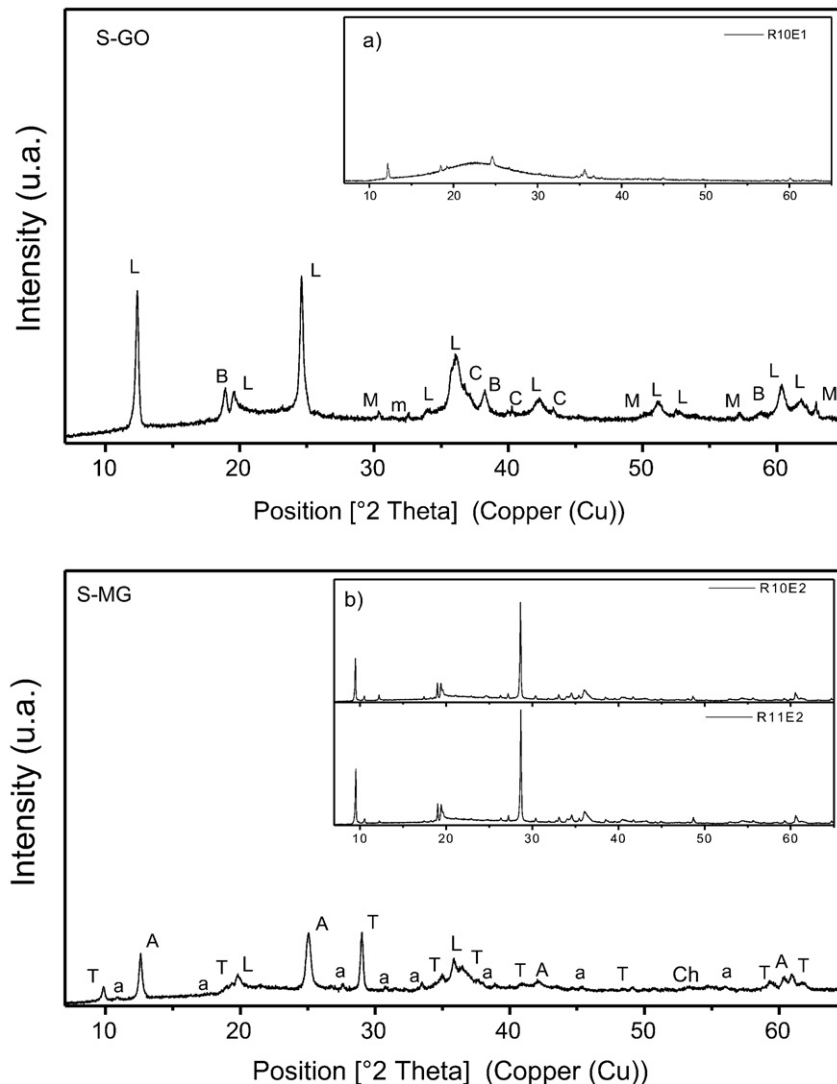 S-GO
a)
R10E1
10 20 30 40 50 60
Intensity (u.a.)
L B L L M m L L C B C L C M L L M B L L M
10 20 30 40 50 60
Position [°2 Theta] (Copper (Cu))
S-MG
b)
R10E2
R11E2
10 20 30 40 50 60
Intensity (u.a.)
T a A a T L A a T a a T L T a T A a T Ch a T A T
10 20 30 40 50 60
Position [°2 Theta] (Copper (Cu))